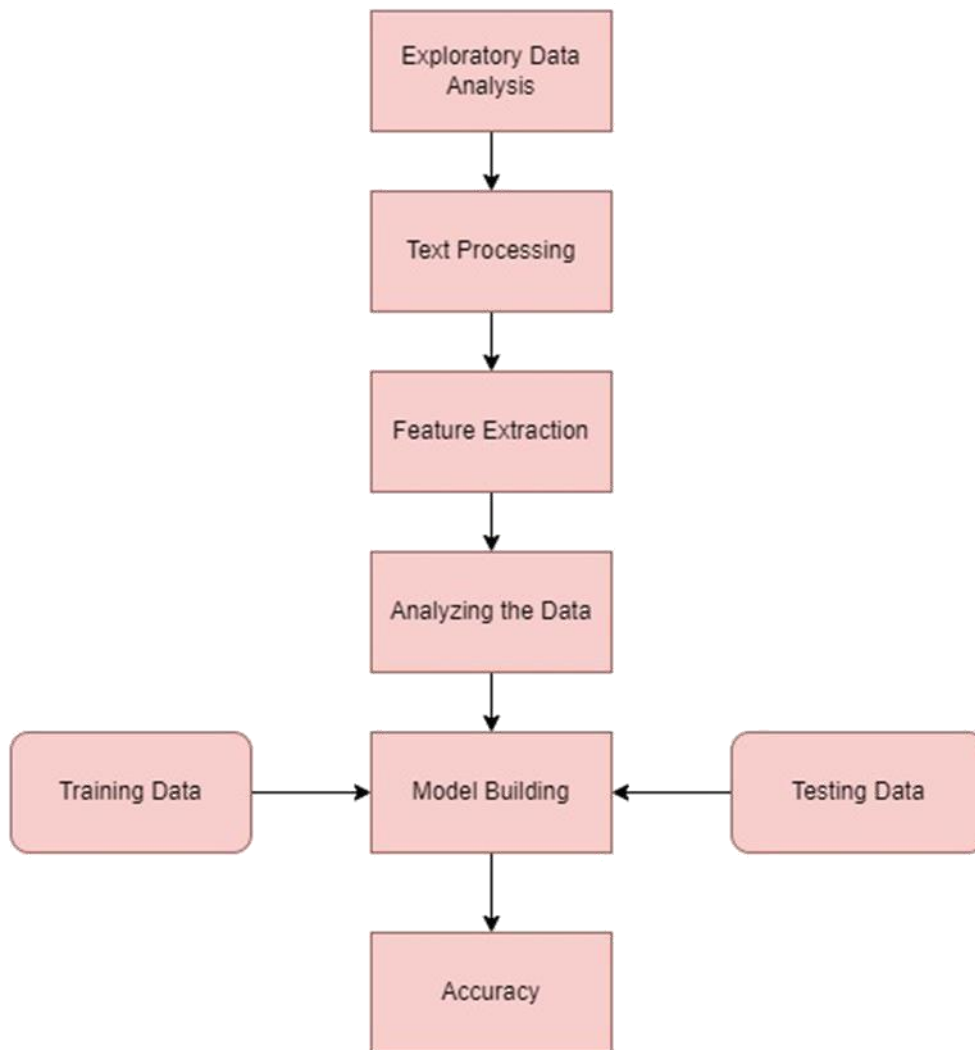 Exploratory Data
Analysis
Text Processing
Feature Extraction
Analyzing the Data
Training Data
Model Building
Testing Data
Accuracy